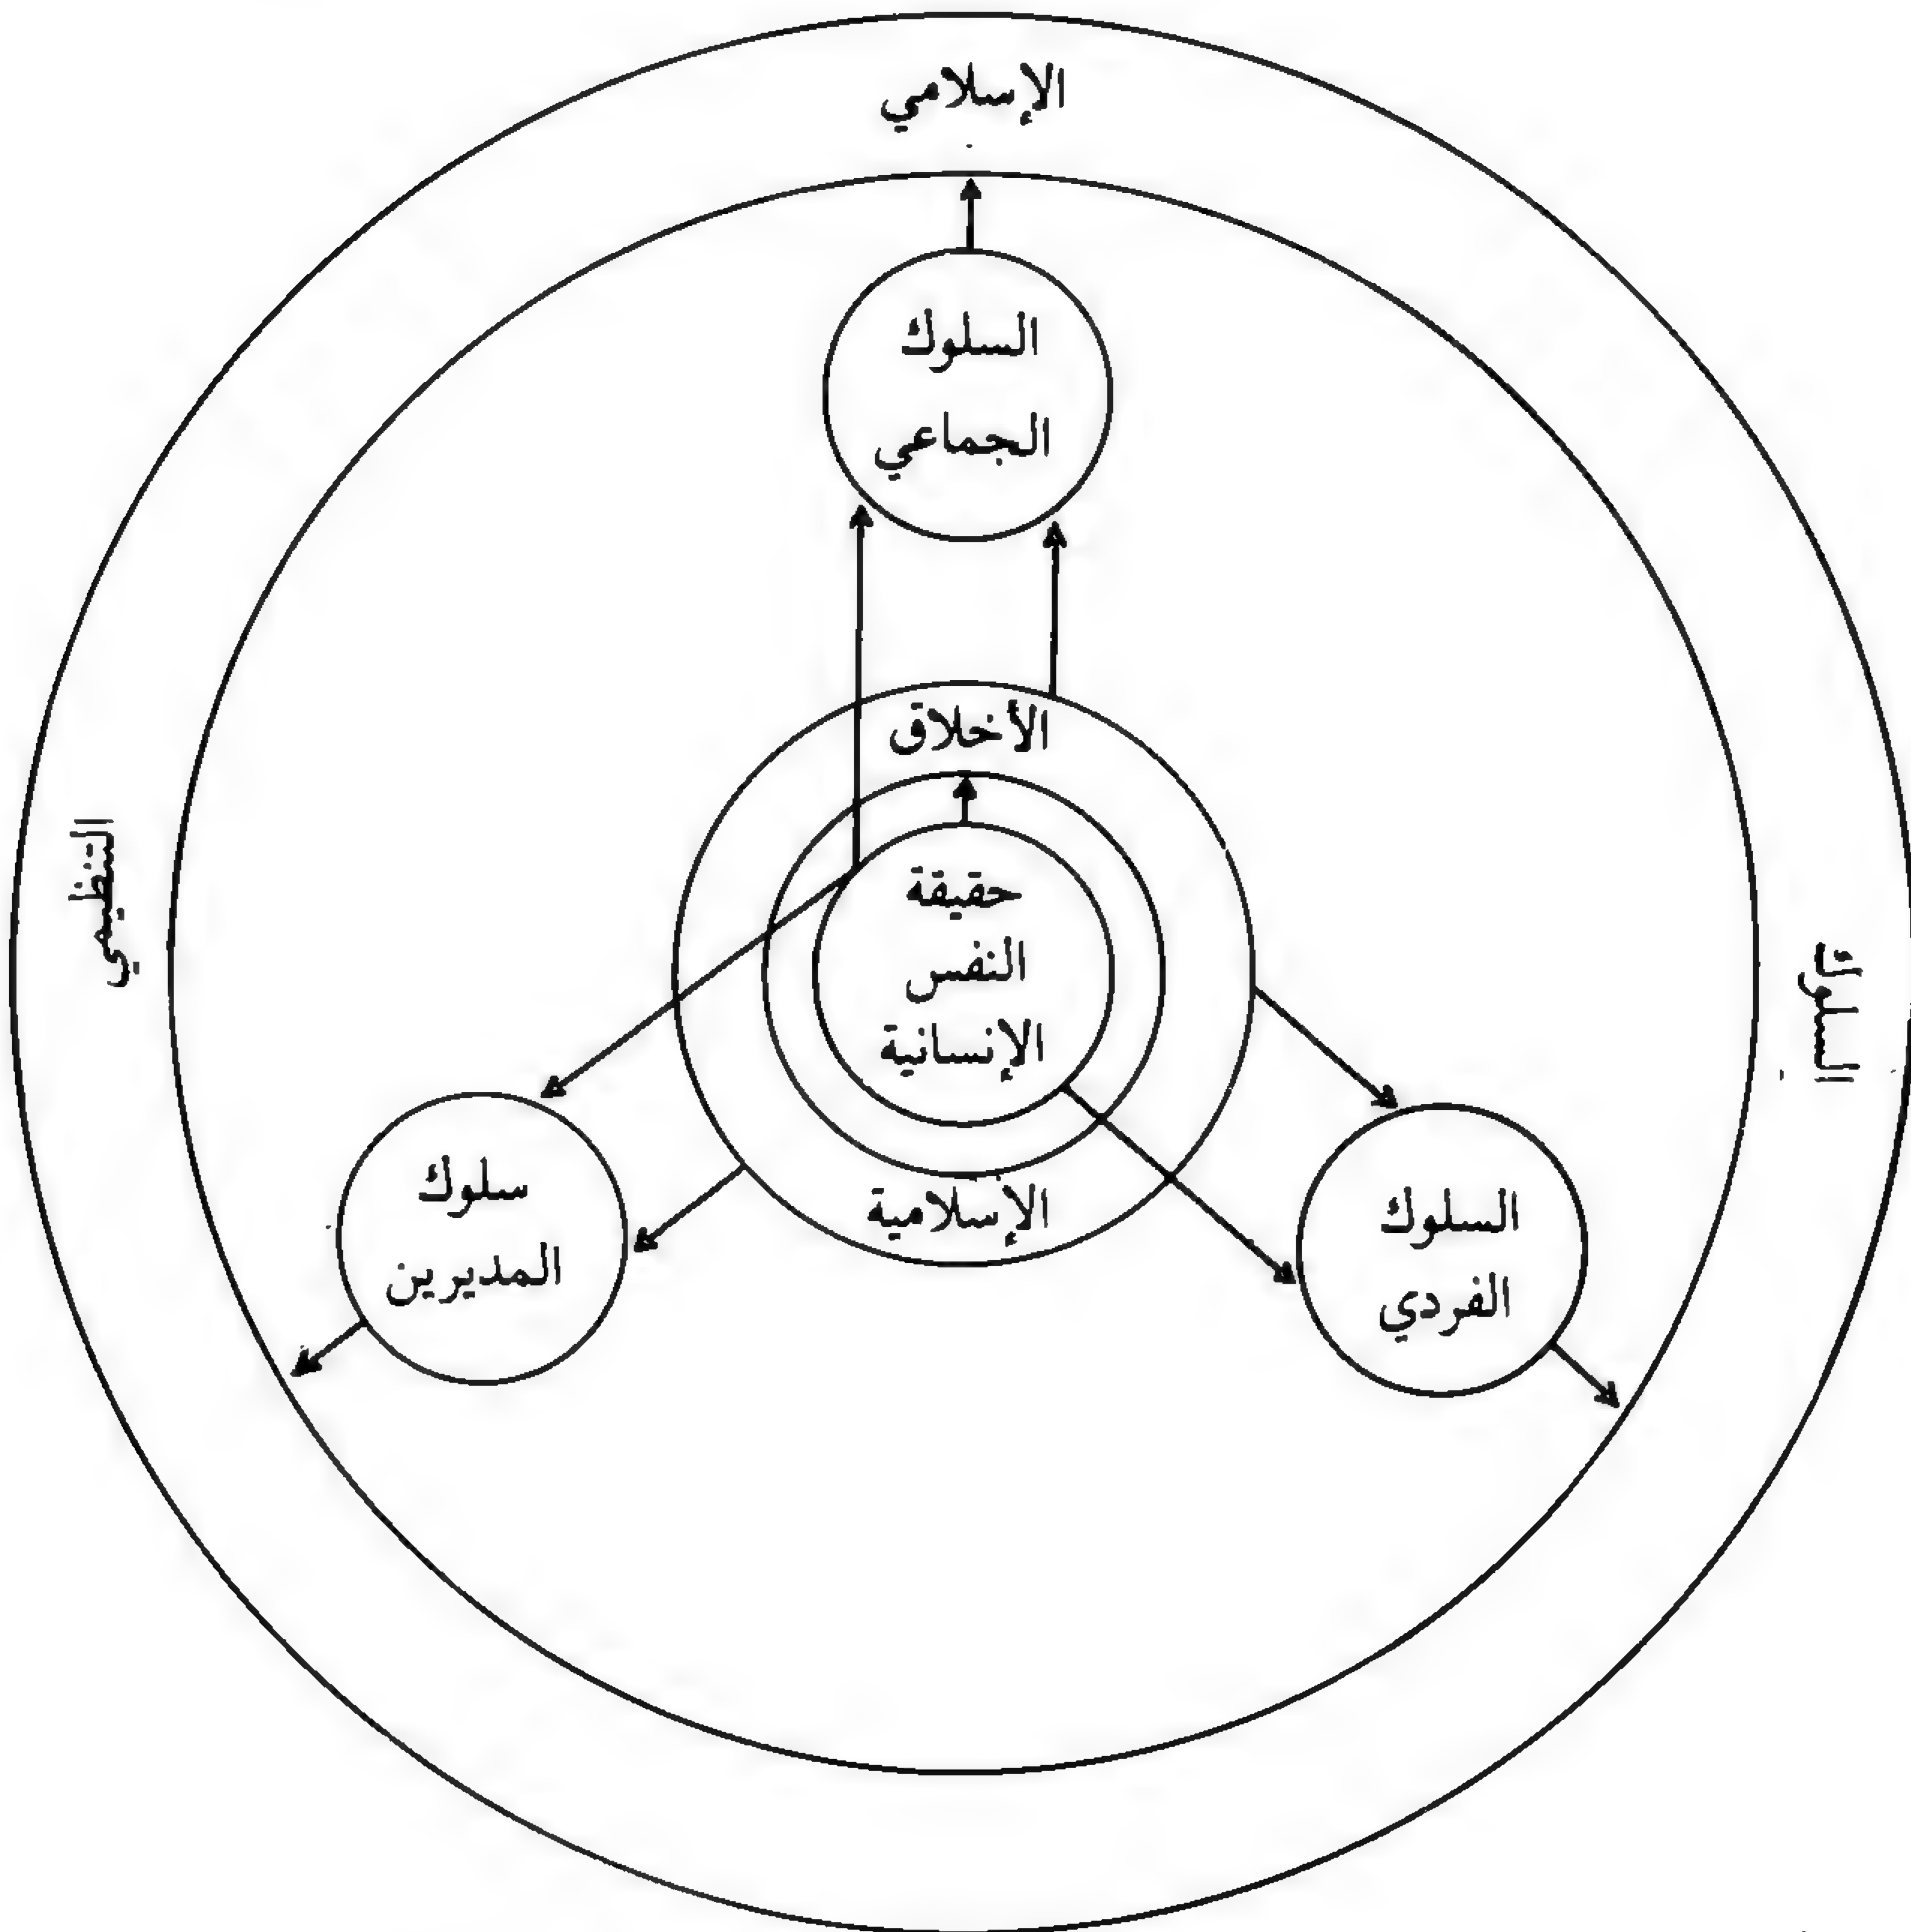 الإسلامي
السلوك
الجماعي
الأخلاق
حقيقة
النفس
الإنسانية
الإسلامية
السلوك
التنظيمي
السلوك
الفردي
سلوك
المديرين